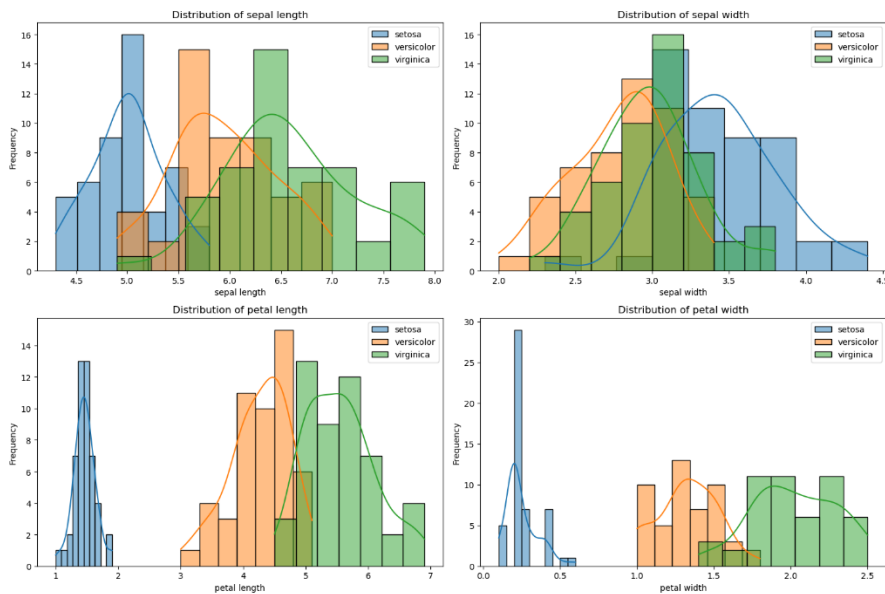 Distribution of sepal length
Frequency
16
14
12
10
8
6
4
2
0
setosa
versicolor
virginica
4.5 5.0 5.5 6.0 6.5 7.0 7.5 8.0
sepal length
Distribution of sepal width
Frequency
16
14
12
10
8
6
4
2
0
setosa
versicolor
virginica
2.0 2.5 3.0 3.5 4.0 4.5
sepal width
Distribution of petal length
Frequency
14
12
10
8
6
4
2
0
setosa
versicolor
virginica
1 2 3 4 5 6 7
petal length
Distribution of petal width
Frequency
30
25
20
15
10
5
0
setosa
versicolor
virginica
0.0 0.5 1.0 1.5 2.0 2.5
petal width